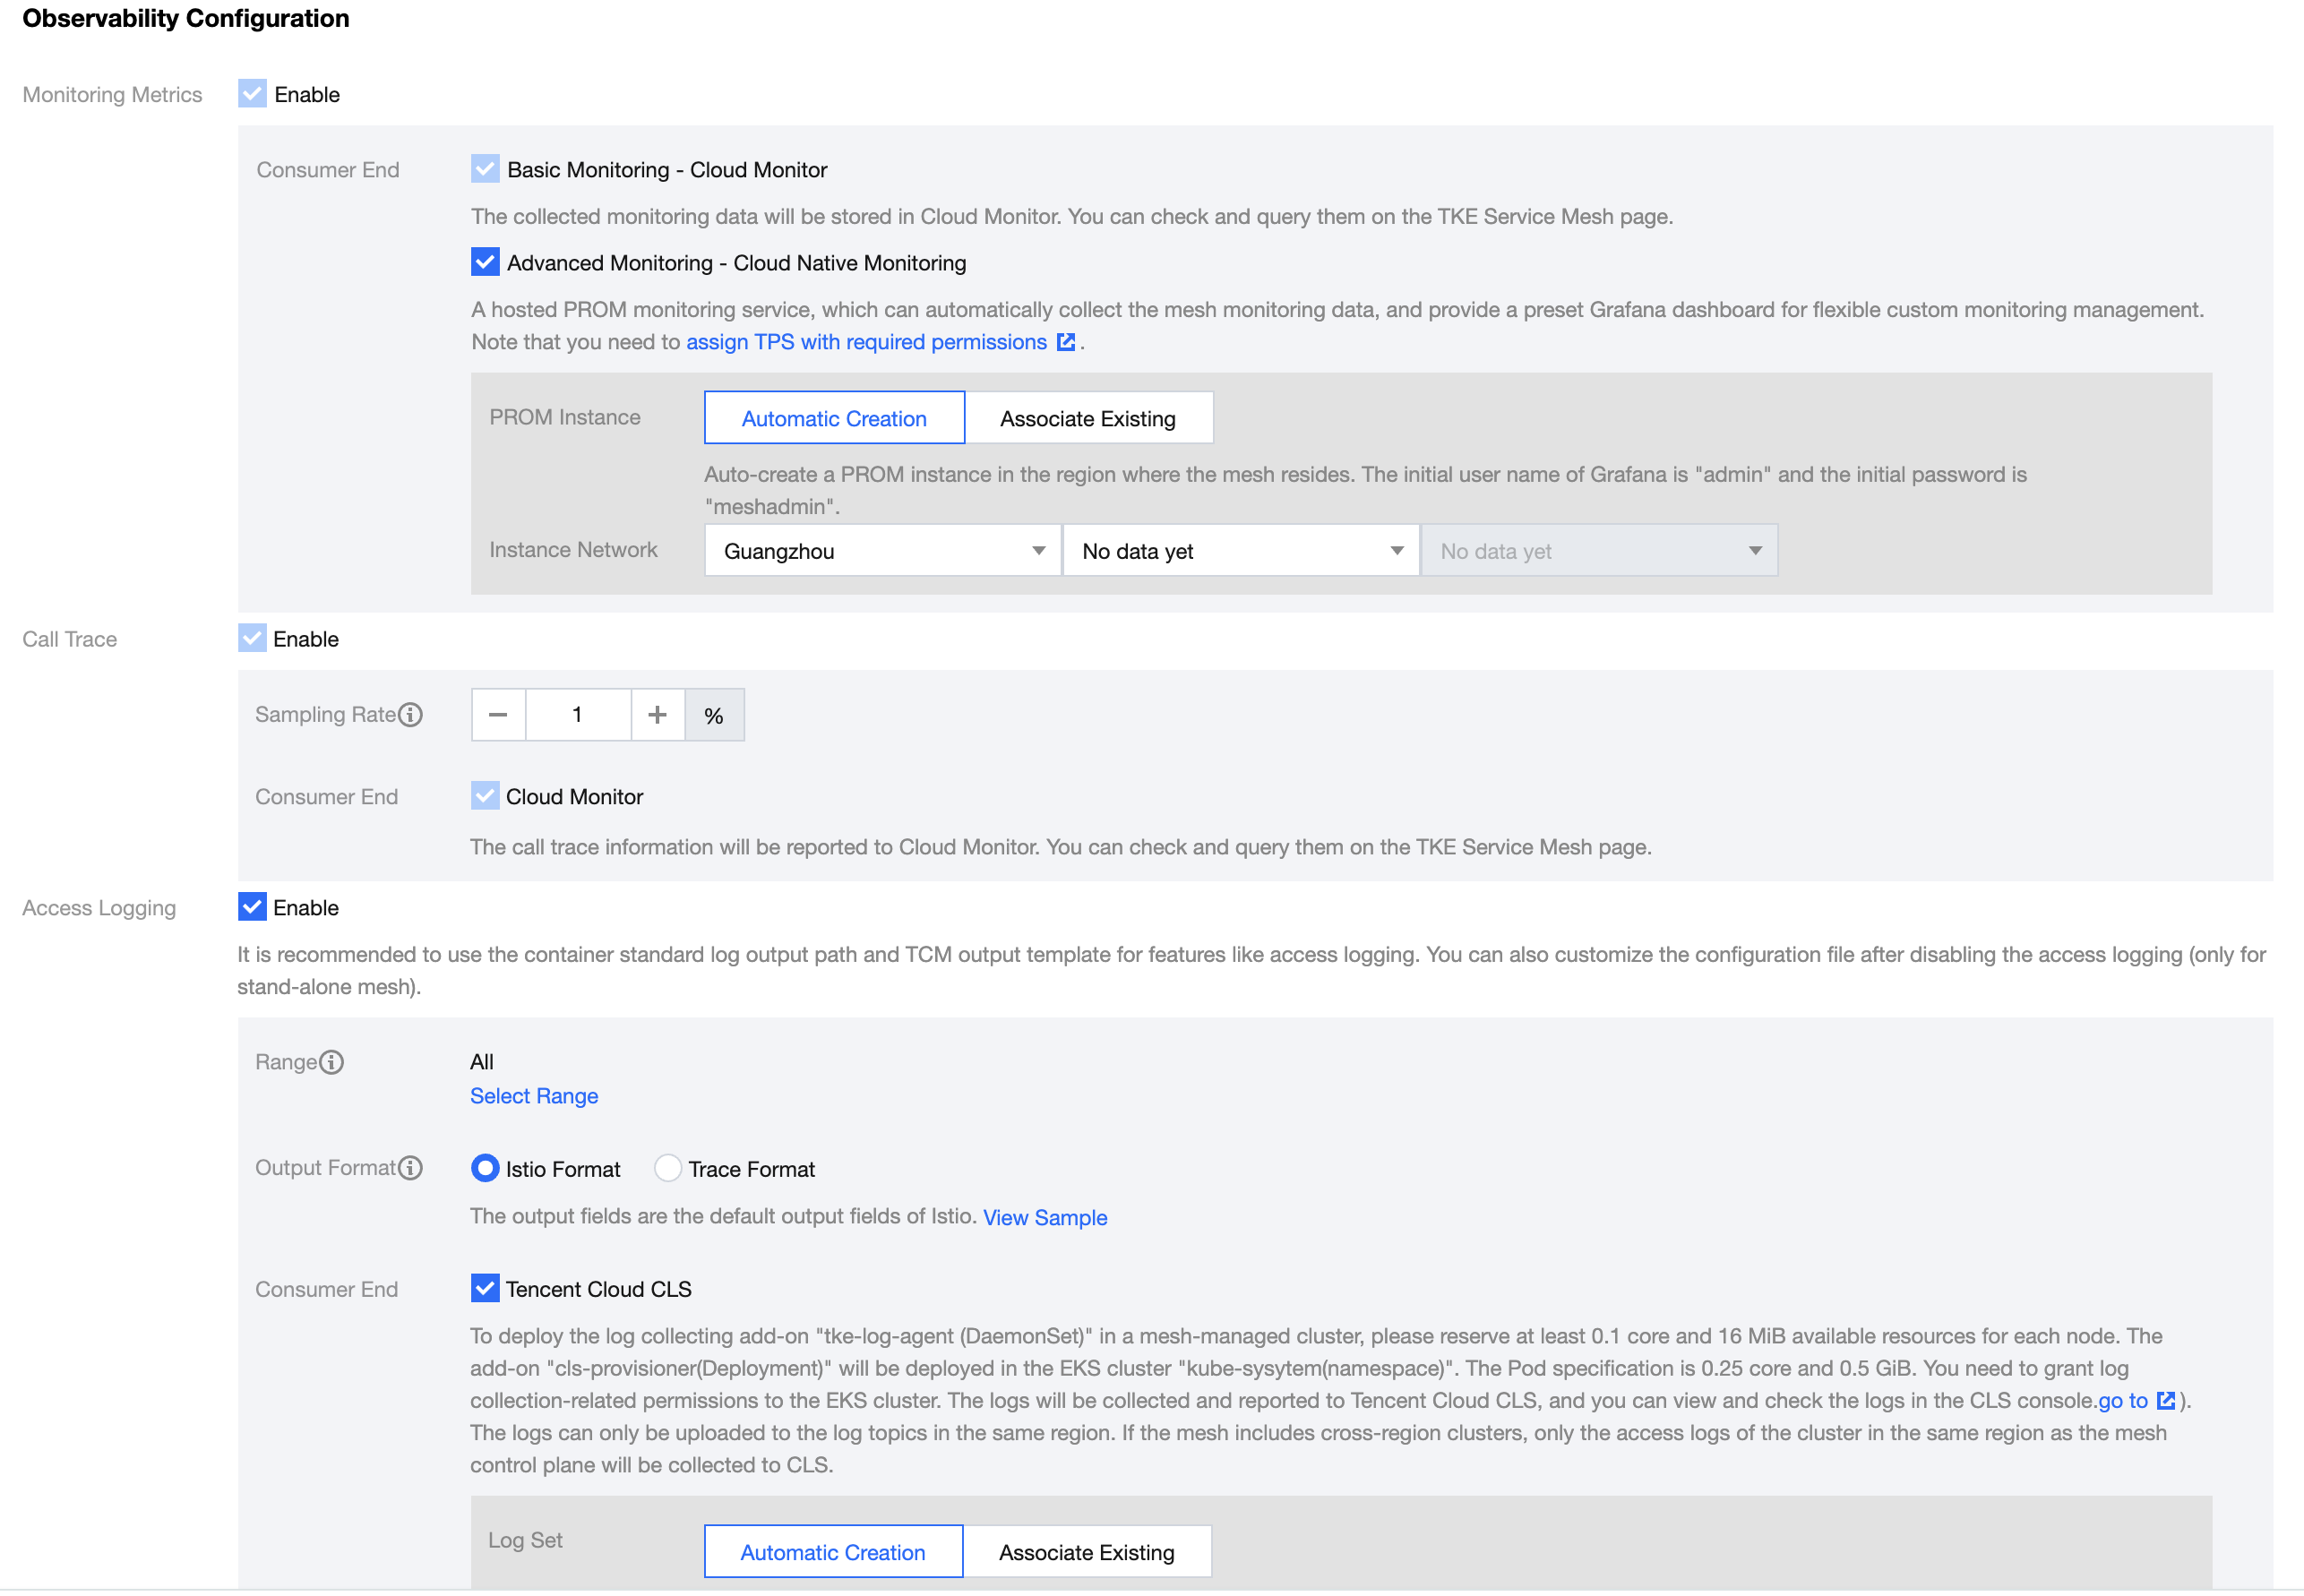 Observability Configuration
Monitoring Metrics
Enable
Consumer End
Basic Monitoring - Cloud Monitor
The collected monitoring data will be stored in Cloud Monitor. You can check and query them on the TKE Service Mesh page.
Advanced Monitoring - Cloud Native Monitoring
A hosted PROM monitoring service, which can automatically collect the mesh monitoring data, and provide a preset Grafana dashboard for flexible custom monitoring management.
Note that you need to assign TPS with required permissions .
PROM Instance
Automatic Creation
Associate Existing
Auto-create a PROM instance in the region where the mesh resides. The initial user name of Grafana is "admin" and the initial password is
"meshadmin".
Instance Network
Guangzhou
No data yet
No data yet
Call Trace
Enable
Sampling Rate
1
%
Consumer End
Cloud Monitor
The call trace information will be reported to Cloud Monitor. You can check and query them on the TKE Service Mesh page.
Access Logging
Enable
It is recommended to use the container standard log output path and TCM output template for features like access logging. You can also customize the configuration file after disabling the access logging (only for
stand-alone mesh).
Range
All
Select Range
Output Format
Istio Format
Trace Format
The output fields are the default output fields of Istio. View Sample
Consumer End
Tencent Cloud CLS
To deploy the log collecting add-on "tke-log-agent (DaemonSet)" in a mesh-managed cluster, please reserve at least 0.1 core and 16 MiB available resources for each node. The
add-on "cls-provisioner(Deployment)" will be deployed in the EKS cluster "kube-sysytem(namespace)". The Pod specification is 0.25 core and 0.5 GiB. You need to grant log
collection-related permissions to the EKS cluster. The logs will be collected and reported to Tencent Cloud CLS, and you can view and check the logs in the CLS console.go to ).
The logs can only be uploaded to the log topics in the same region. If the mesh includes cross-region clusters, only the access logs of the cluster in the same region as the mesh
control plane will be collected to CLS.
Log Set
Automatic Creation
Associate Existing